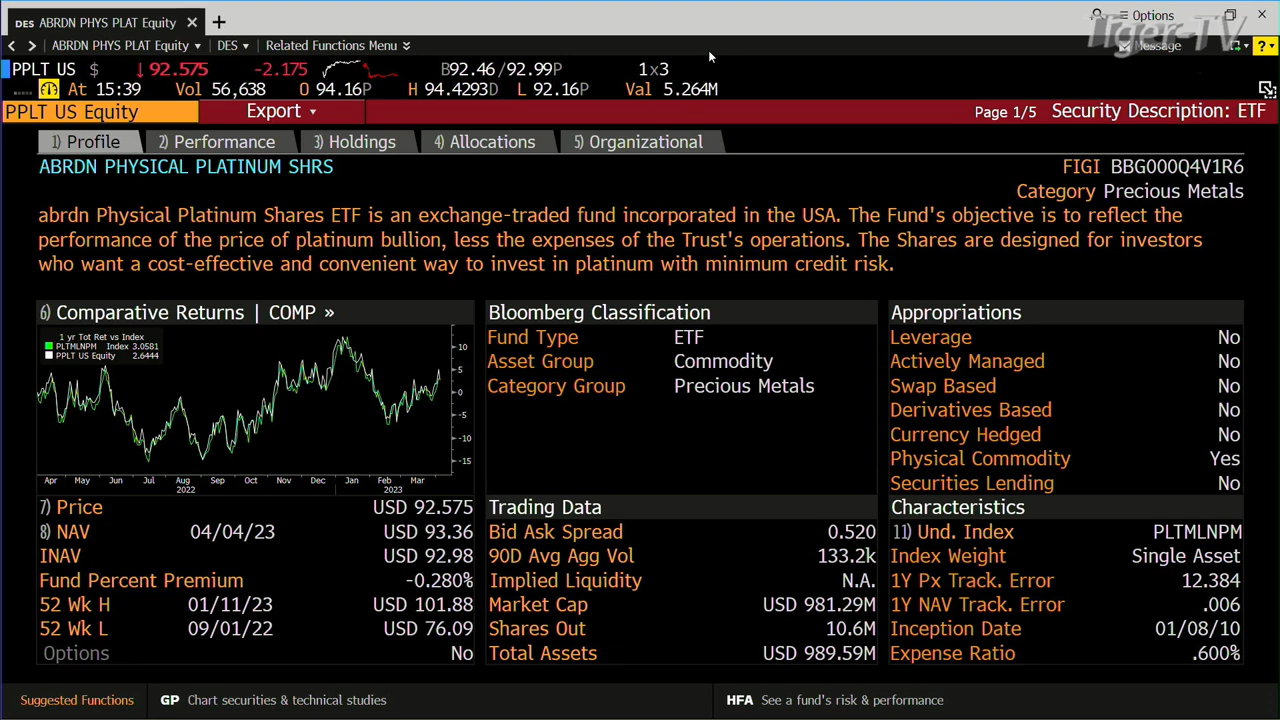 DES ABRDN PHYS PLAT Equity × +
Options
ABRDN PHYS PLAT Equity DES Related Functions Menu
Message
Tiger-TV
PPLT US $ ↓ 92.575 -2.175 B92.46/92.99P 1x3
At 15:39 Vol 56,638 O 94.16P H 94.4293D L 92.16P Val 5.264M
PPLT US Equity Export Page 1/5 Security Description: ETF
1) Profile 2) Performance 3) Holdings 4) Allocations 5) Organizational
ABRDN PHYSICAL PLATINUM SHRS FIGI BBG000Q4V1R6
Category Precious Metals
abrdn Physical Platinum Shares ETF is an exchange-traded fund incorporated in the USA. The Fund's objective is to reflect the
performance of the price of platinum bullion, less the expenses of the Trust's operations. The Shares are designed for investors
who want a cost-effective and convenient way to invest in platinum with minimum credit risk.
6) Comparative Returns | COMP »
1 yr Tot Ret vs Index
PLTMLNPM Index 3.0581
PPLT US Equity 2.6444
10
5
0
-5
-10
-15
Apr May Jun Jul Aug Sep Oct Nov Dec Jan Feb Mar
2022 2023
7) Price USD 92.575
8) NAV 04/04/23 USD 93.36
INAV USD 92.98
Fund Percent Premium -0.280%
52 Wk H 01/11/23 USD 101.88
52 Wk L 09/01/22 USD 76.09
Options No
Bloomberg Classification
Fund Type ETF
Asset Group Commodity
Category Group Precious Metals
Trading Data
Bid Ask Spread 0.520
90D Avg Agg Vol 133.2k
Implied Liquidity N.A.
Market Cap USD 981.29M
Shares Out 10.6M
Total Assets USD 989.59M
Appropriations
Leverage No
Actively Managed No
Swap Based No
Derivatives Based No
Currency Hedged No
Physical Commodity Yes
Securities Lending No
Characteristics
11) Und. Index PLTMLNPM
Index Weight Single Asset
1Y Px Track. Error 12.384
1Y NAV Track. Error .006
Inception Date 01/08/10
Expense Ratio .600%
Suggested Functions GP Chart securities & technical studies HFA See a fund's risk & performance